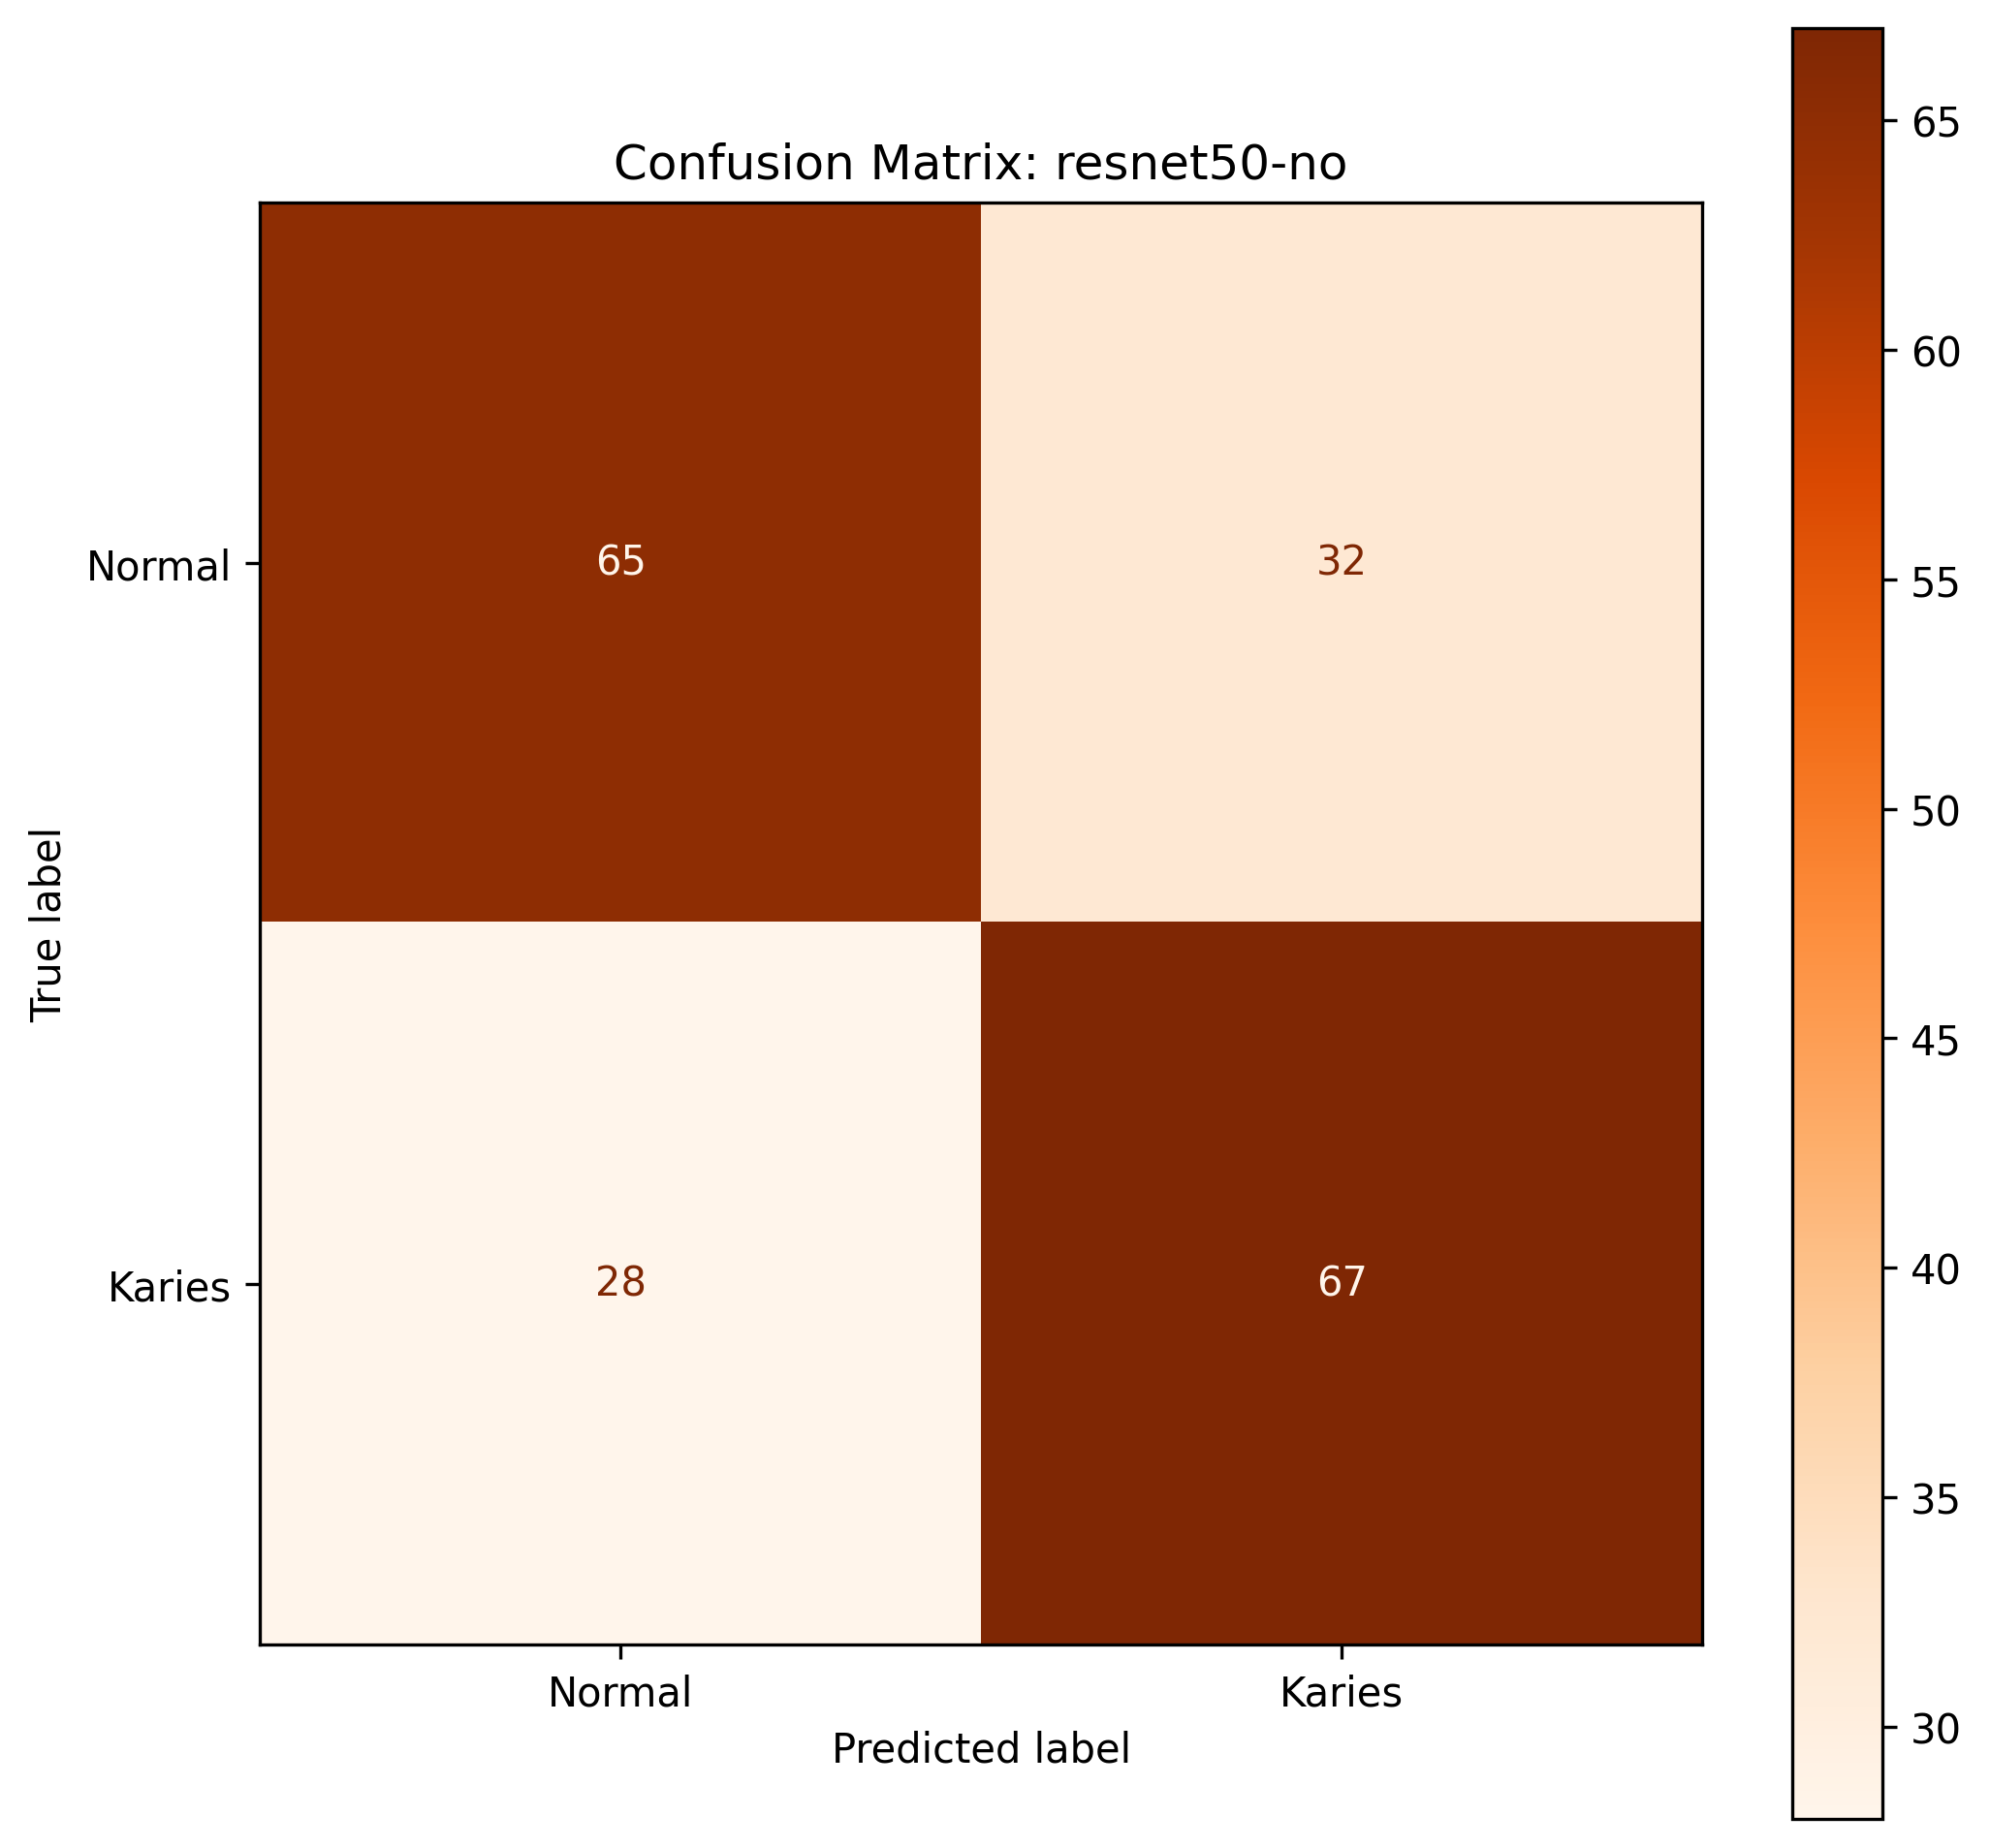 Confusion Matrix: resnet50-no
True label
Normal
65
32
Karies
28
67
Normal
Karies
Predicted label
65
60
55
50
45
40
35
30